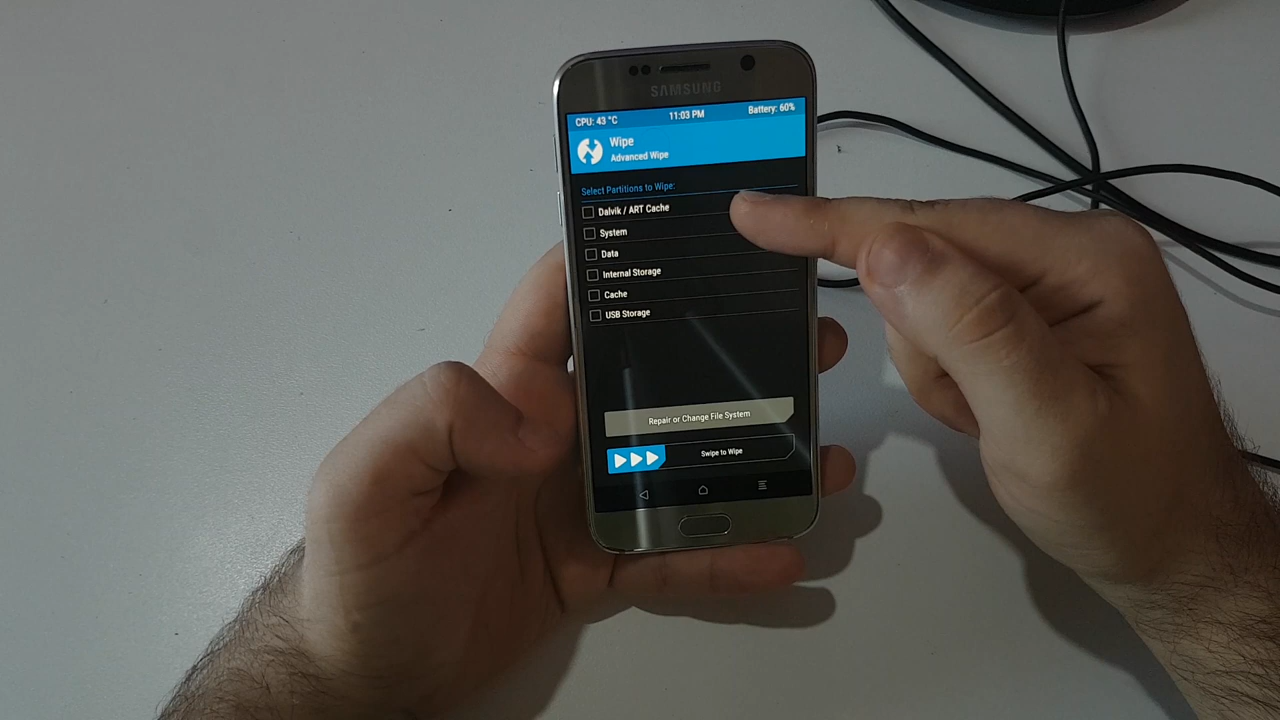 SAMSUNG
CPU: 43 °C 11:03 PM Battery: 60%
Wipe
Advanced Wipe
Select Partitions to Wipe:
Dalvik / ART Cache
System
Data
Internal Storage
Cache
USB Storage
Repair or Change File System
Swipe to Wipe